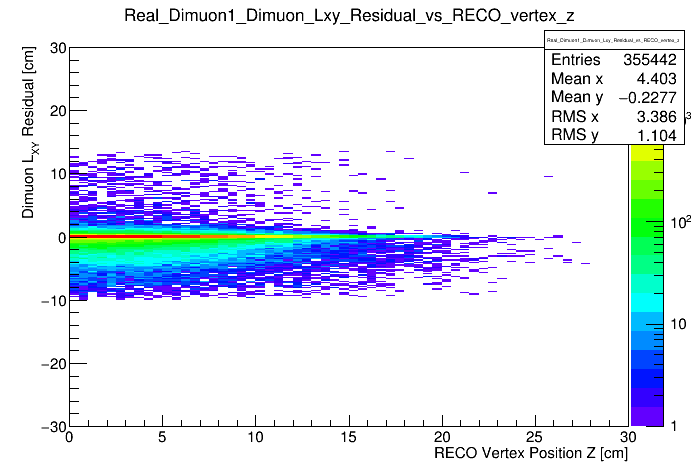 Real_Dimuon1_Dimuon_Lxy_Residual_vs_RECO_vertex_z
Real_Dimuon1_Dimuon_Lxy_Residual_vs_RECO_vertex_z
Entries 355442
Mean x 4.403
Mean y −0.2277
RMS x 3.386
RMS y 1.104
Dimuon L_XY Residual [cm]
30
20
10
0
−10
−20
−30
0 5 10 15 20 25 30
RECO Vertex Position Z [cm]
3
10²
10
1